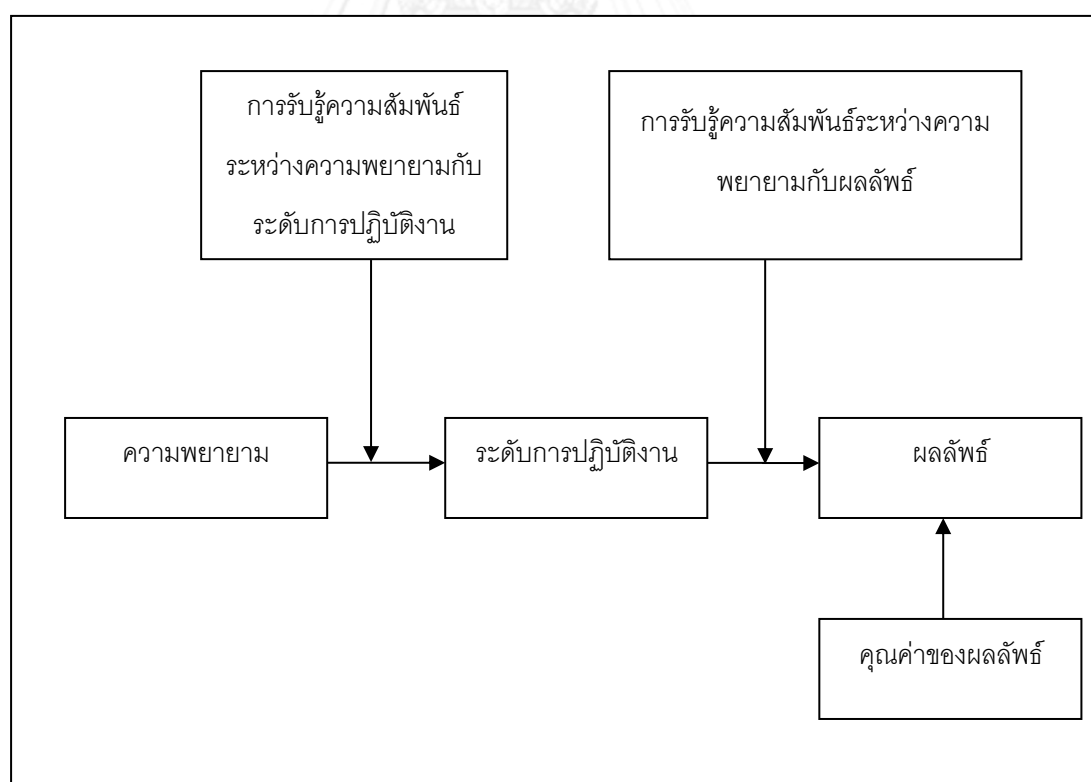 การรับรู้ความสัมพันธ์
ระหว่างความพยายามกับ
ระดับการปฏิบัติงาน
การรับรู้ความสัมพันธ์ระหว่างความ
พยายามกับผลลัพธ์
ความพยายาม
ระดับการปฏิบัติงาน
ผลลัพธ์
คุณค่าของผลลัพธ์